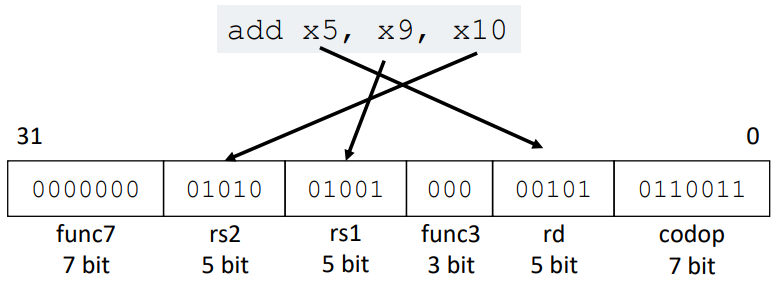 add x5, x9, x10
31 0
0000000 01010 01001 000 00101 0110011
func7 rs2 rs1 func3 rd codop
7 bit 5 bit 5 bit 3 bit 5 bit 7 bit